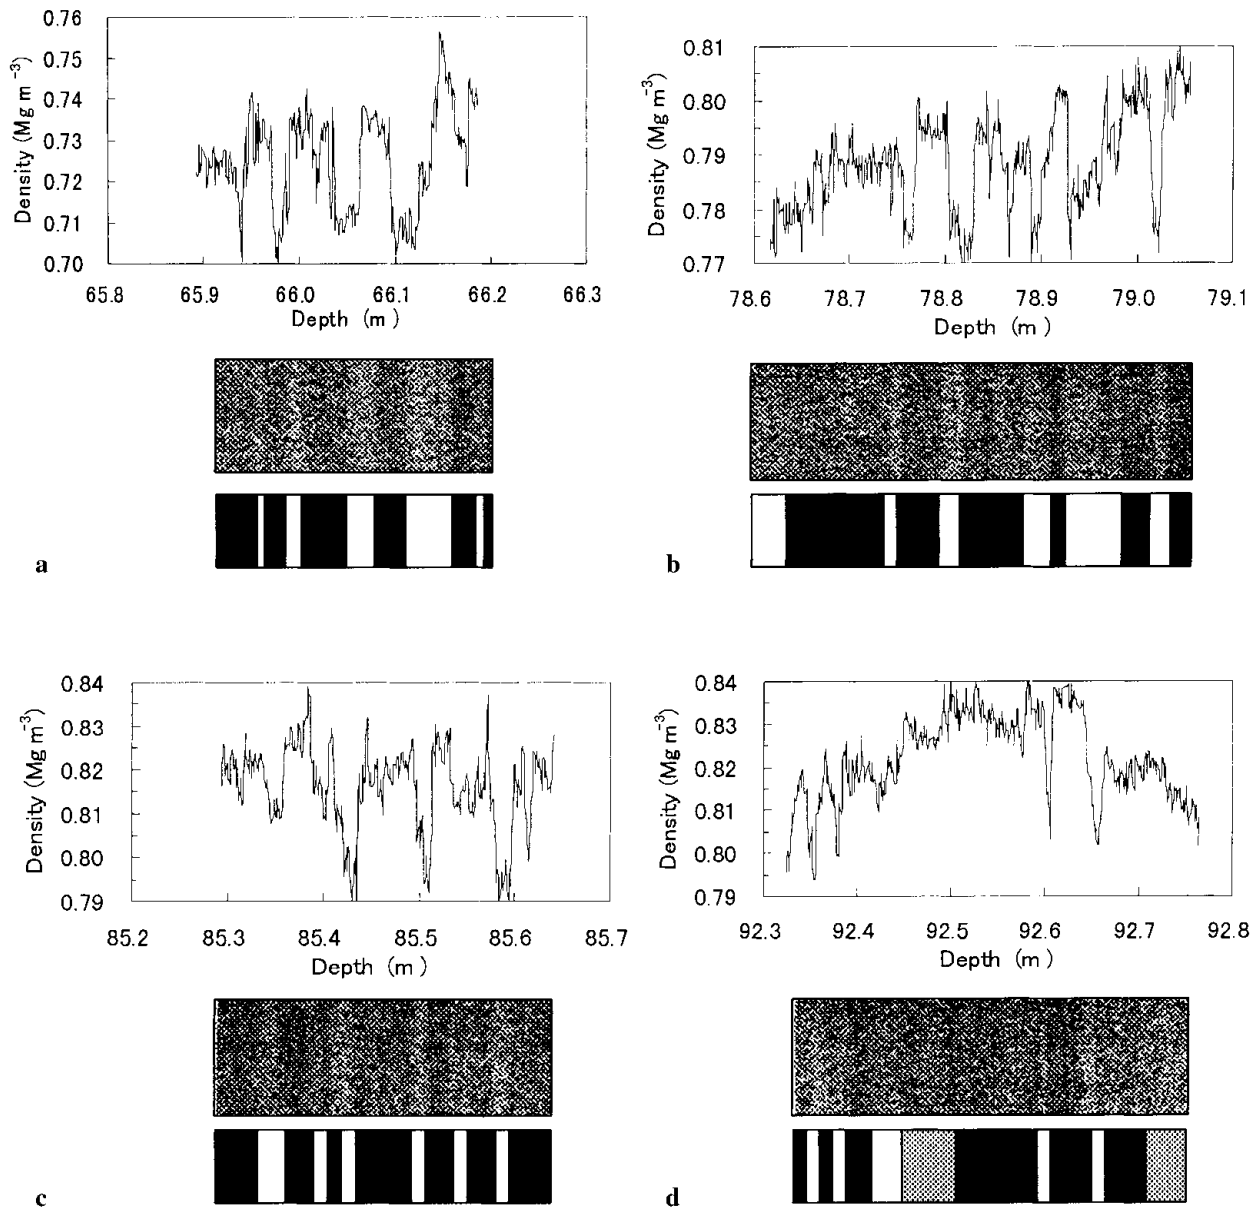 0.76
0.75
0.74
0.73
0.72
0.71
0.70
Density (Mg m⁻³)
65.8 65.9 66.0 66.1 66.2 66.3
Depth (m)
a
0.81
0.80
0.79
0.78
0.77
Density (Mg m⁻³)
78.6 78.7 78.8 78.9 79.0 79.1
Depth (m)
b
0.84
0.83
0.82
0.81
0.80
0.79
Density (Mg m⁻³)
85.2 85.3 85.4 85.5 85.6 85.7
Depth (m)
c
0.84
0.83
0.82
0.81
0.80
0.79
Density (Mg m⁻³)
92.3 92.4 92.5 92.6 92.7 92.8
Depth (m)
d